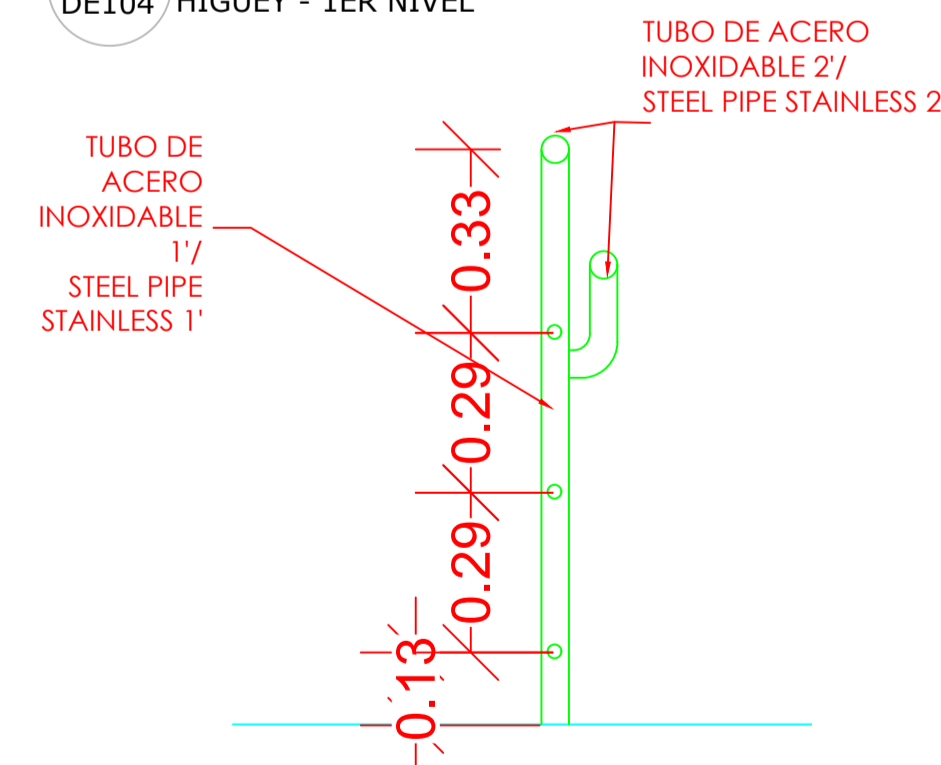 DE104
HIGUEY - 1ER NIVEL
TUBO DE ACERO
INOXIDABLE 2'/
STEEL PIPE STAINLESS 2
TUBO DE
ACERO
INOXIDABLE
1'/
STEEL PIPE
STAINLESS 1'
0.33
0.29
0.29
0.13